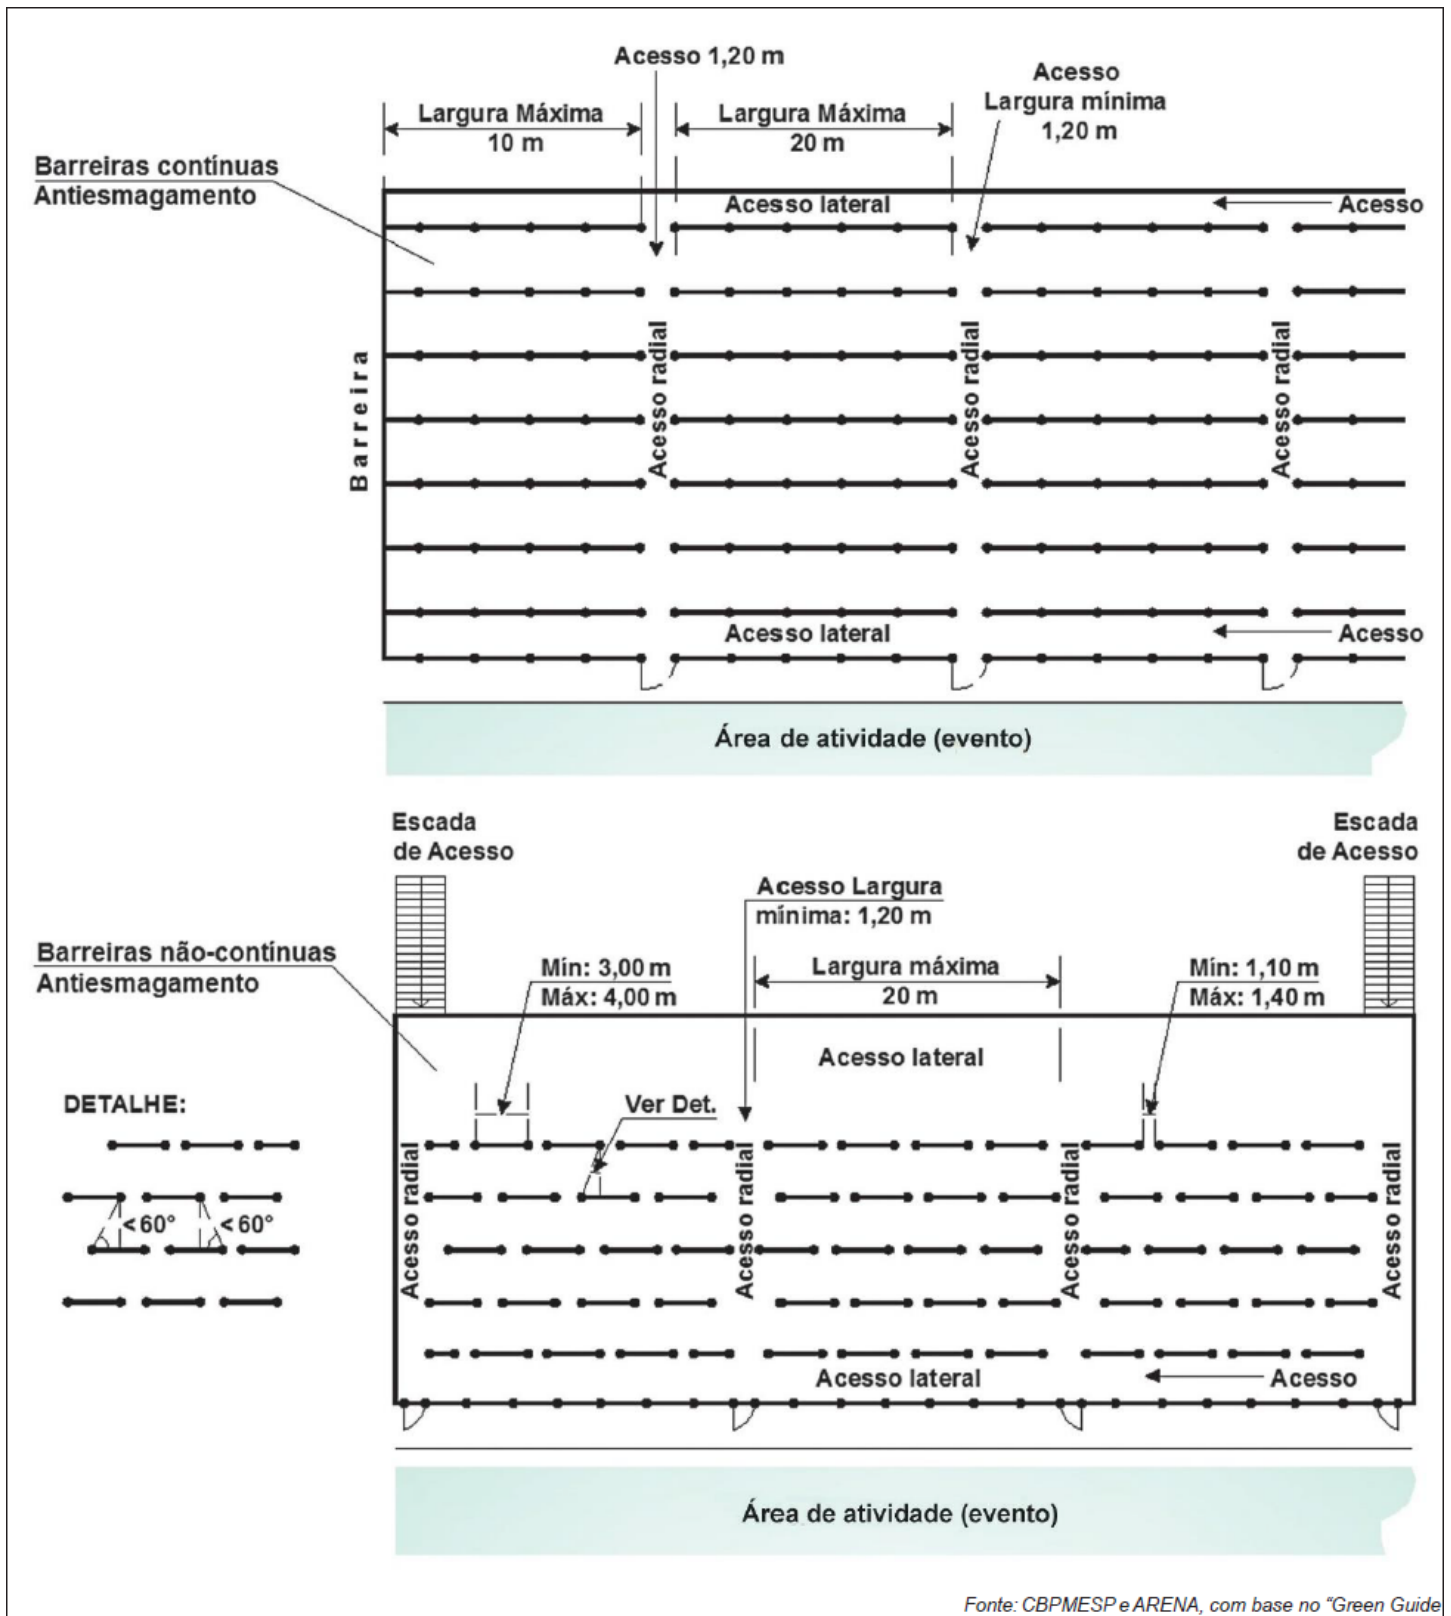 Acesso 1,20 m
Acesso
Largura mínima
1,20 m
Largura Máxima
10 m
Largura Máxima
20 m
Barreiras contínuas
Antiesmagamento
Acesso lateral
Acesso
Barreira
Acesso radial
Acesso radial
Acesso radial
Acesso lateral
Acesso
Área de atividade (evento)
Escada
de Acesso
Escada
de Acesso
Acesso Largura
mínima: 1,20 m
Barreiras não-contínuas
Antiesmagamento
Mín: 3,00 m
Máx: 4,00 m
Largura máxima
20 m
Mín: 1,10 m
Máx: 1,40 m
Acesso lateral
DETALHE:
Ver Det.
< 60°
< 60°
Acesso radial
Acesso radial
Acesso radial
Acesso radial
Acesso lateral
Acesso
Área de atividade (evento)
Fonte: CBPMESP e ARENA, com base no "Green Guide